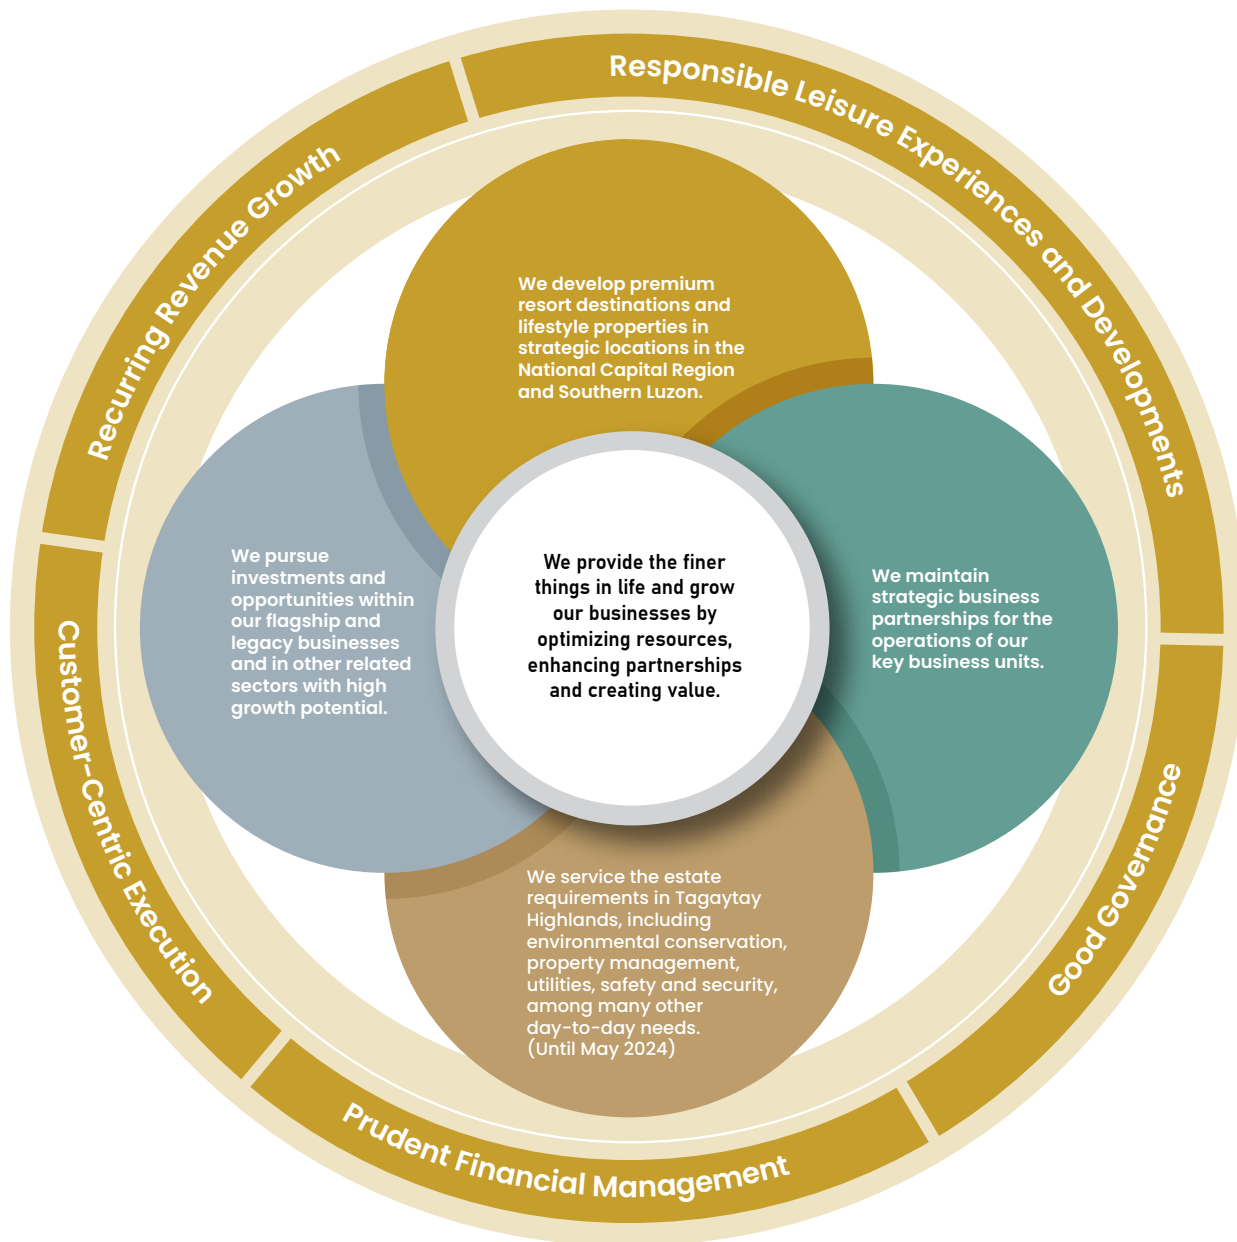 Responsible Leisure Experiences and Developments
Recurring Revenue Growth
We develop premium
resort destinations and
lifestyle properties in
strategic locations in the
National Capital Region
and Southern Luzon.
We pursue
investments and
opportunities within
our flagship and
legacy businesses
and in other related
sectors with high
growth potential.
We provide the finer
things in life and grow
our businesses by
optimizing resources,
enhancing partnerships
and creating value.
We maintain
strategic business
partnerships for the
operations of our
key business units.
We service the estate
requirements in Tagaytay
Highlands, including
environmental conservation,
property management,
utilities, safety and security,
among many other
day-to-day needs.
(Until May 2024)
Customer-Centric Execution
Good Governance
Prudent Financial Management